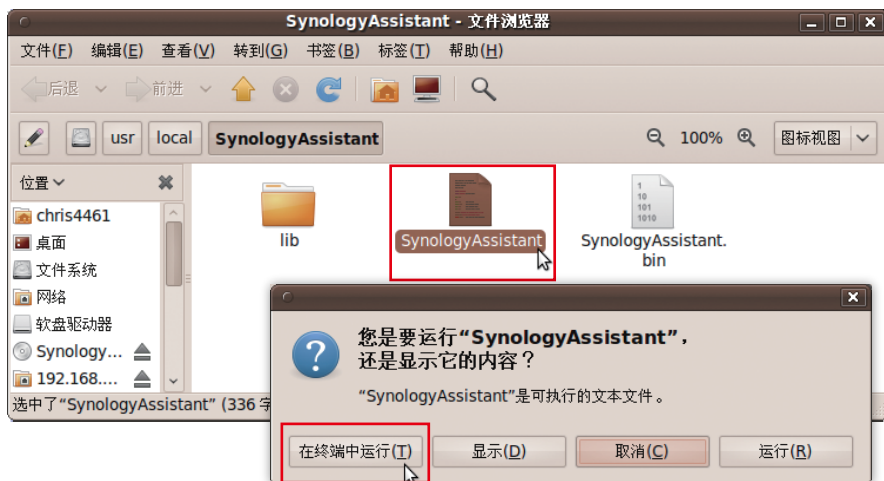 SynologyAssistant - 文件浏览器
文件(F) 编辑(E) 查看(V) 转到(G) 书签(B) 标签(T) 帮助(H)
后退 前进
usr local SynologyAssistant 100% 图标视图
位置
chris4461
桌面
文件系统
网络
软盘驱动器
Synology...
192.168....
lib
SynologyAssistant
1
10
101
1010
SynologyAssistant.
bin
选中了“SynologyAssistant” (336 字
您是要运行“SynologyAssistant”,
还是显示它的内容?
“SynologyAssistant”是可执行的文本文件。
在终端中运行(T) 显示(D) 取消(C) 运行(R)